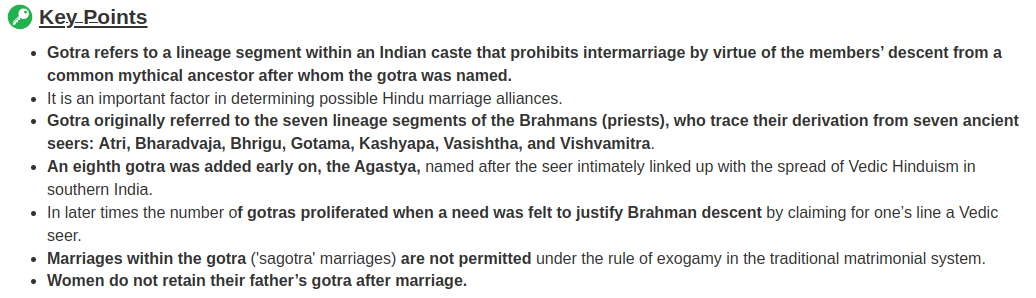 Key Points
Gotra refers to a lineage segment within an Indian caste that prohibits intermarriage by virtue of the members’ descent from a
common mythical ancestor after whom the gotra was named.
It is an important factor in determining possible Hindu marriage alliances.
Gotra originally referred to the seven lineage segments of the Brahmans (priests), who trace their derivation from seven ancient
seers: Atri, Bharadvaja, Bhrigu, Gotama, Kashyapa, Vasishtha, and Vishvamitra.
An eighth gotra was added early on, the Agastya, named after the seer intimately linked up with the spread of Vedic Hinduism in
southern India.
In later times the number of gotras proliferated when a need was felt to justify Brahman descent by claiming for one’s line a Vedic
seer.
Marriages within the gotra ('sagotra' marriages) are not permitted under the rule of exogamy in the traditional matrimonial system.
Women do not retain their father’s gotra after marriage.